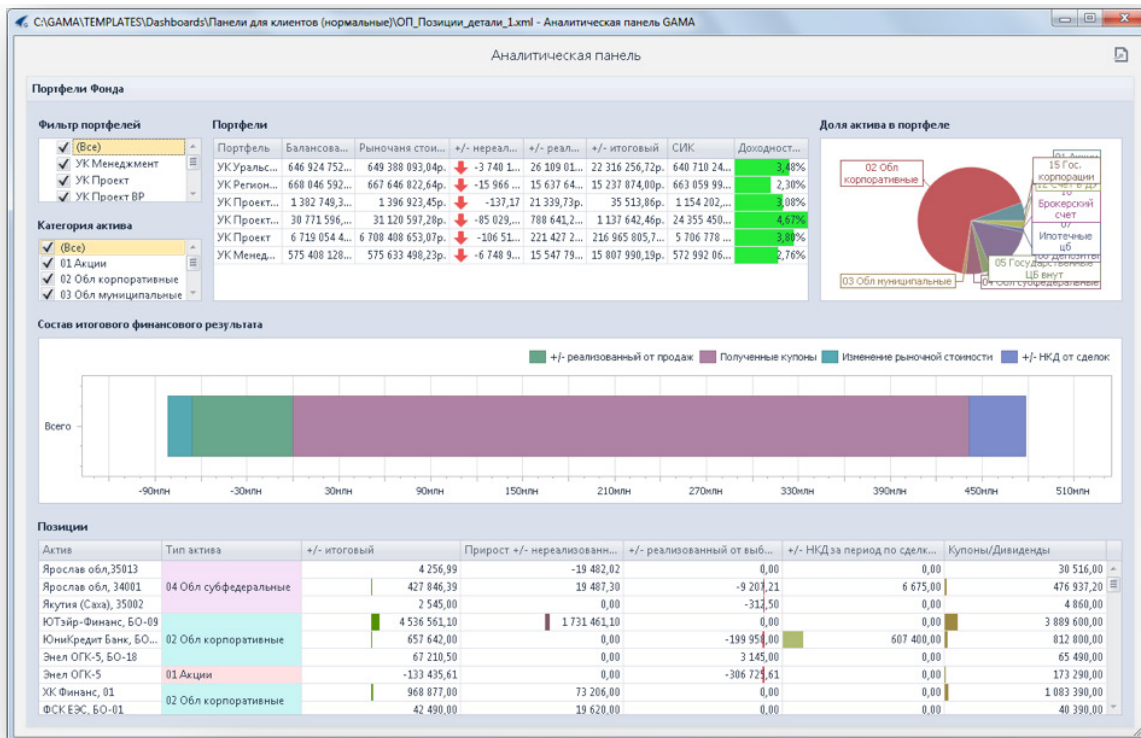 C:\GAMA\TEMPLATES\Dashboards\Панели для клиентов (нормальные)\ОП_Позиции_детали_1.xml - Аналитическая панель GAMA
Аналитическая панель
Портфели Фонда
Фильтр портфелей
(Все)
УК Менеджмент
УК Проект
УК Проект ВР
Категория актива
(Все)
01 Акции
02 Обл корпоративные
03 Обл муниципальные
Портфели
Портфель Балансова... Рыночаня стои... +/- нереал... +/- реал... +/- итоговый СИК Доходност...
УК Уральс... 646 924 752... 649 388 093,04р. -3 740 1... 26 109 01... 22 316 256,72р. 640 710 24... 3,48%
УК Регион... 668 046 592... 667 646 822,64р. -15 966 ... 15 637 64... 15 237 874,00р. 663 059 99... 2,30%
УК Проект... 1 382 749,3... 1 396 923,45р. -137,17 21 339,73р. 35 513,86р. 1 154 202,... 3,08%
УК Проект... 30 771 596,... 31 120 597,28р. -85 029,... 788 641,2... 1 137 642,46р. 24 355 450... 4,67%
УК Проект 6 719 054 4... 6 708 408 653,07р. -106 51... 221 427 2... 216 965 805,7... 5 706 778 ... 3,80%
УК Менед... 575 408 128... 575 633 498,23р. -6 748 9... 15 547 79... 15 807 990,19р. 572 992 06... 2,76%
Доля актива в портфеле
02 Обл корпоративные
01 Акции
15 Гос. корпорации
Брокерский счет
07 Ипотечные цб
05 Государственные ЦБ внут
03 Обл муниципальные
04 Обл субфедеральные
Состав итогового финансового результата
+/- реализованный от продаж Полученные купоны Изменение рыночной стоимости +/- НКД от сделок
Всего
-90млн -30млн 30млн 90млн 150млн 210млн 270млн 330млн 390млн 450млн 510млн
Позиции
Актив Тип актива +/- итоговый Прирост +/- нереализованн... +/- реализованный от выб... +/- НКД за период по сделк... Купоны/Дивиденды
Ярослав обл,35013 4 256,99 -19 482,02 0,00 0,00 30 516,00
Ярослав обл, 34001 04 Обл субфедеральные 427 846,39 19 487,30 -9 207,21 6 675,00 476 937,20
Якутия (Саха), 35002 2 545,00 0,00 -312,50 0,00 4 860,00
ЮТэйр-Финанс, БО-09 4 536 561,10 1 731 461,10 0,00 0,00 3 889 600,00
ЮниКредит Банк, БО... 02 Обл корпоративные 657 642,00 0,00 -199 958,00 607 400,00 812 800,00
Энел ОГК-5, БО-18 67 210,50 0,00 3 145,00 0,00 65 490,00
Энел ОГК-5 01 Акции -133 435,61 0,00 -306 725,61 0,00 173 290,00
ХК Финанс, 01 968 877,00 73 206,00 0,00 0,00 1 083 390,00
02 Обл корпоративные
ФСК ЕЭС, БО-01 42 490,00 19 620,00 0,00 0,00 40 390,00